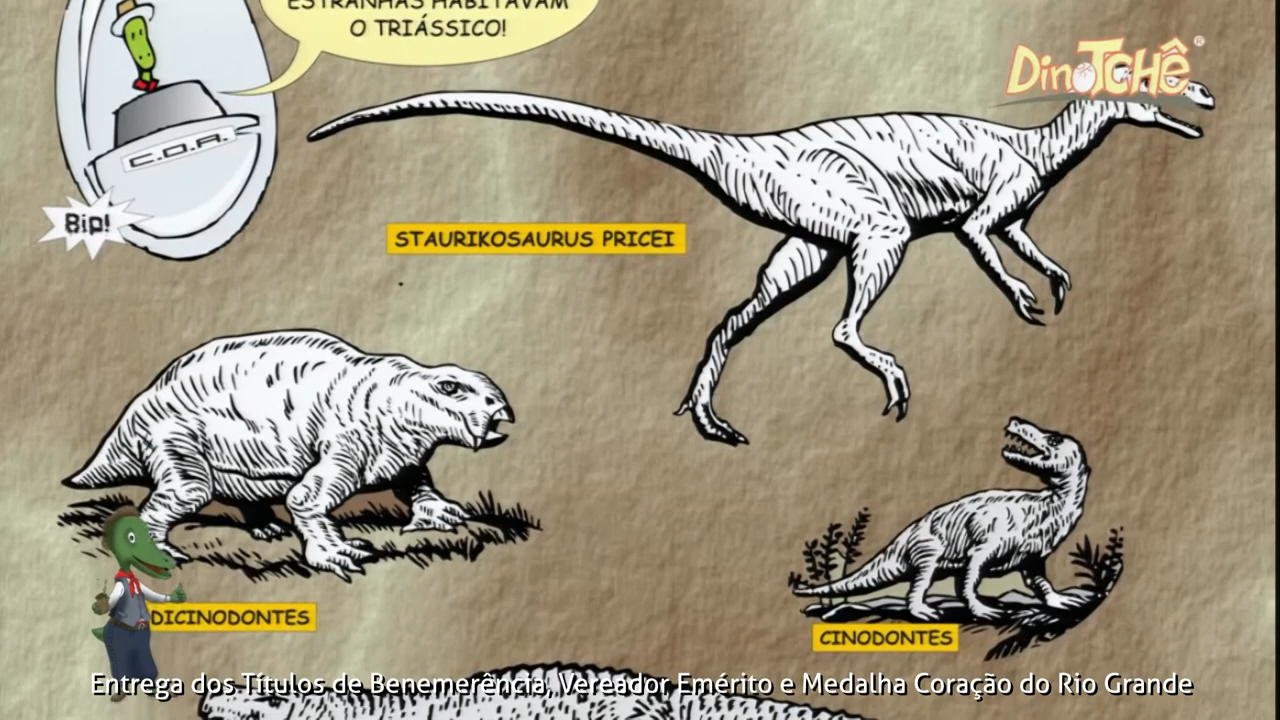 ESTRANHAS HABITAVAM
O TRIÁSSICO!
DinoTchê®
C.O.A.
Bip!
STAURIKOSAURUS PRICEI
DICINODONTES
CINODONTES
Entrega dos Títulos de Benemerência, Vereador Emérito e Medalha Coração do Rio Grande